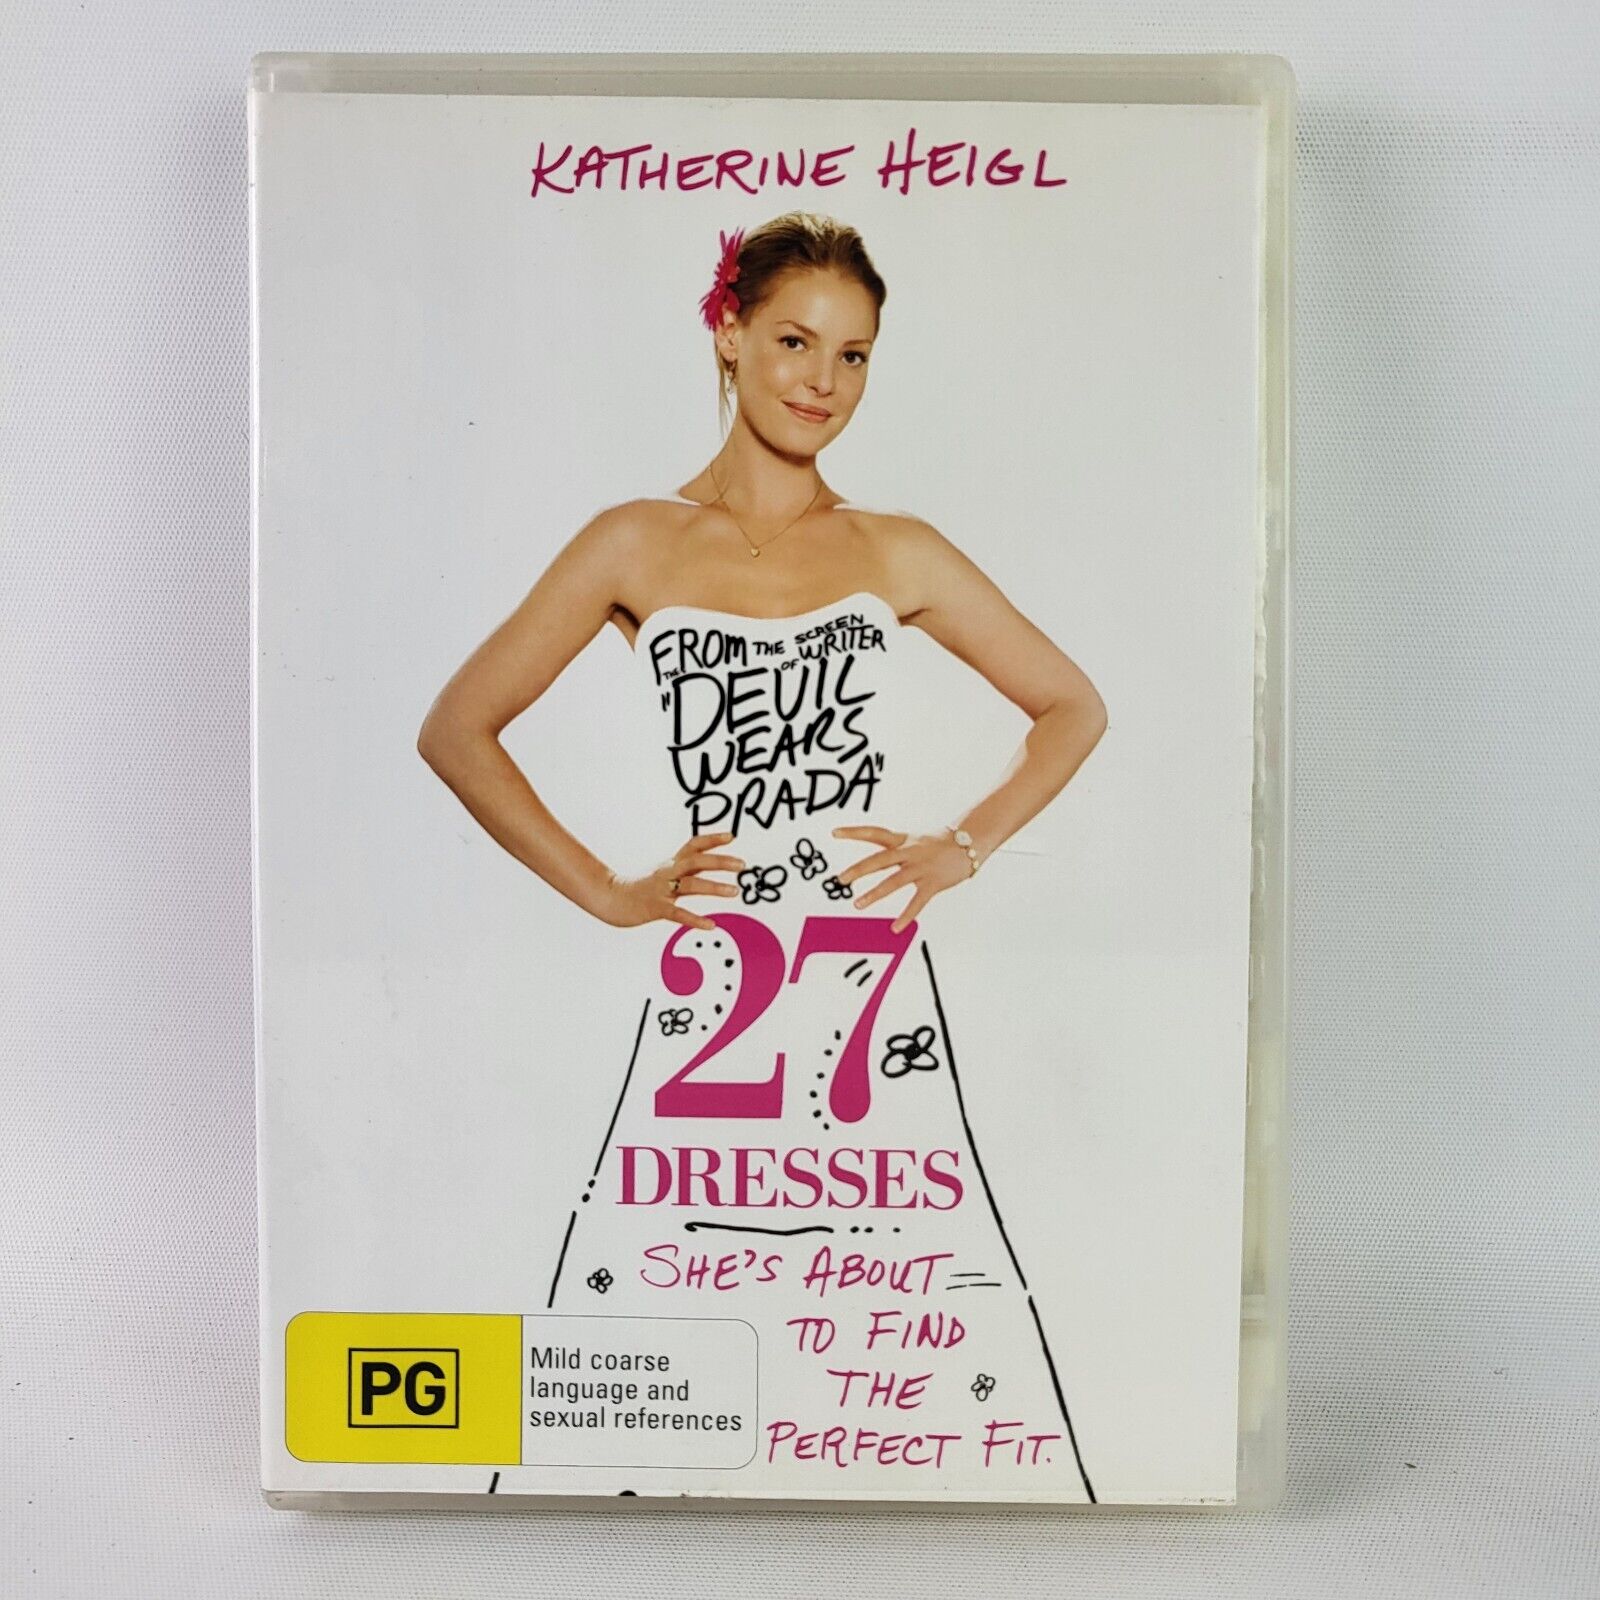 KATHERINE HEIGL
FROM THE SCREEN
WRITER
THE OF
"DEVIL
WEARS
PRADA"
27
DRESSES
SHE'S ABOUT
TO FIND
THE
PERFECT FIT.
PG
Mild coarse
language and
sexual references